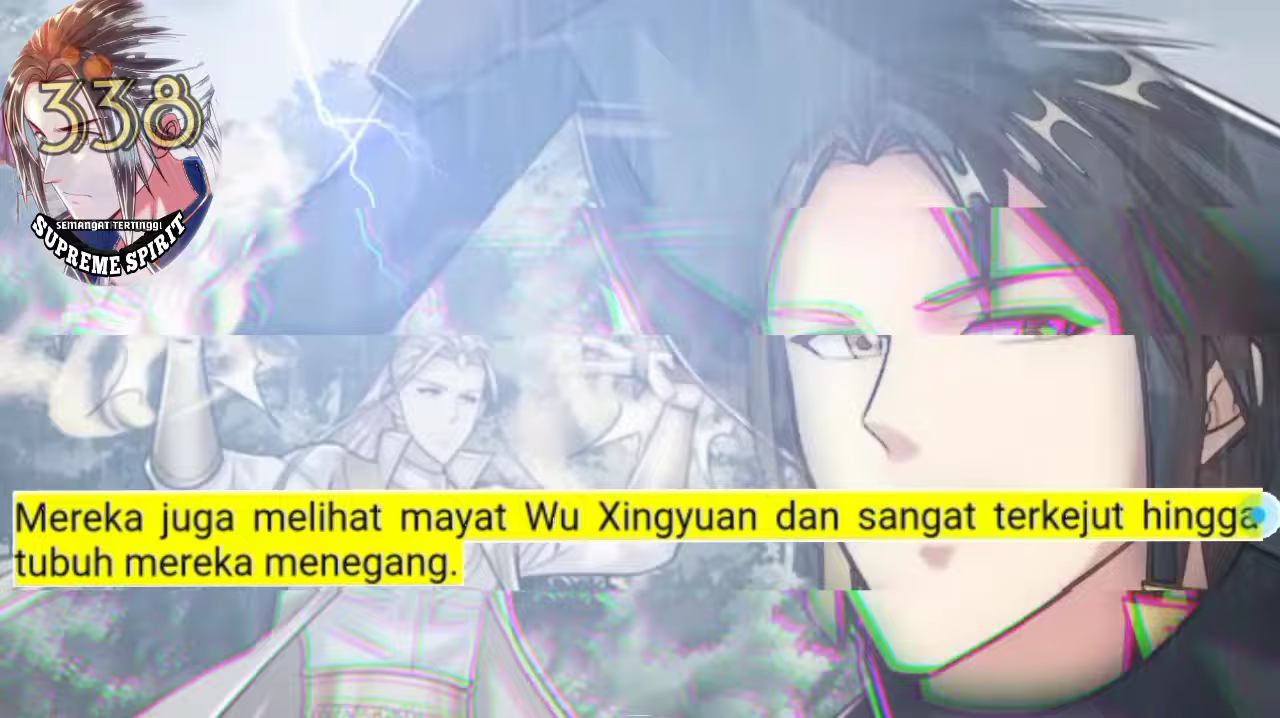 338
SEMANGAT TERTINGGI
SUPREME SPIRIT
Mereka juga melihat mayat Wu Xingyuan dan sangat terkejut hingga
tubuh mereka menegang.